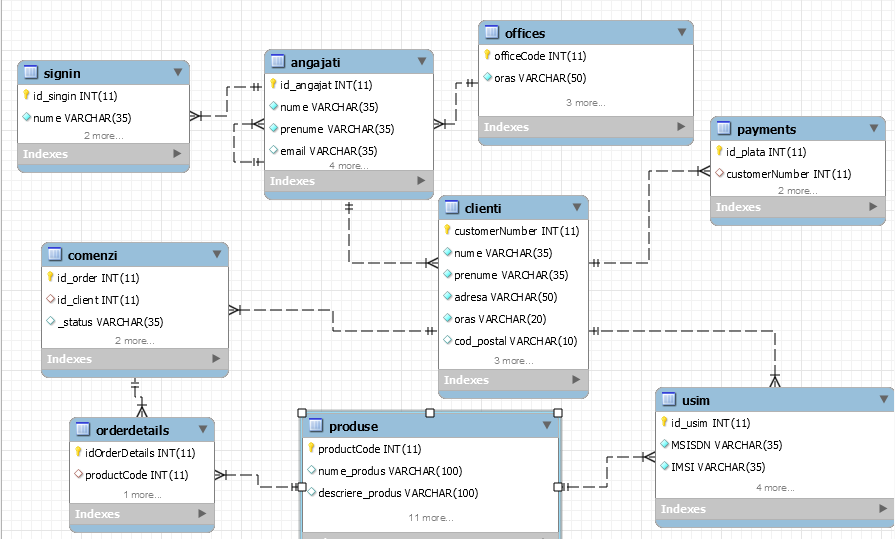 signin
id_singin INT(11)
nume VARCHAR(35)
2 more...
Indexes
angajati
id_angajat INT(11)
nume VARCHAR(35)
prenume VARCHAR(35)
email VARCHAR(35)
4 more...
Indexes
offices
officeCode INT(11)
oras VARCHAR(50)
3 more...
Indexes
payments
id_plata INT(11)
customerNumber INT(11)
2 more...
Indexes
clienti
customerNumber INT(11)
nume VARCHAR(35)
prenume VARCHAR(35)
adresa VARCHAR(50)
oras VARCHAR(20)
cod_postal VARCHAR(10)
3 more...
Indexes
comenzi
id_order INT(11)
id_client INT(11)
_status VARCHAR(35)
2 more...
Indexes
orderdetails
idOrderDetails INT(11)
productCode INT(11)
1 more...
Indexes
produse
productCode INT(11)
nume_produs VARCHAR(100)
descriere_produs VARCHAR(100)
11 more...
usim
id_usim INT(11)
MSISDN VARCHAR(35)
IMSI VARCHAR(35)
4 more...
Indexes